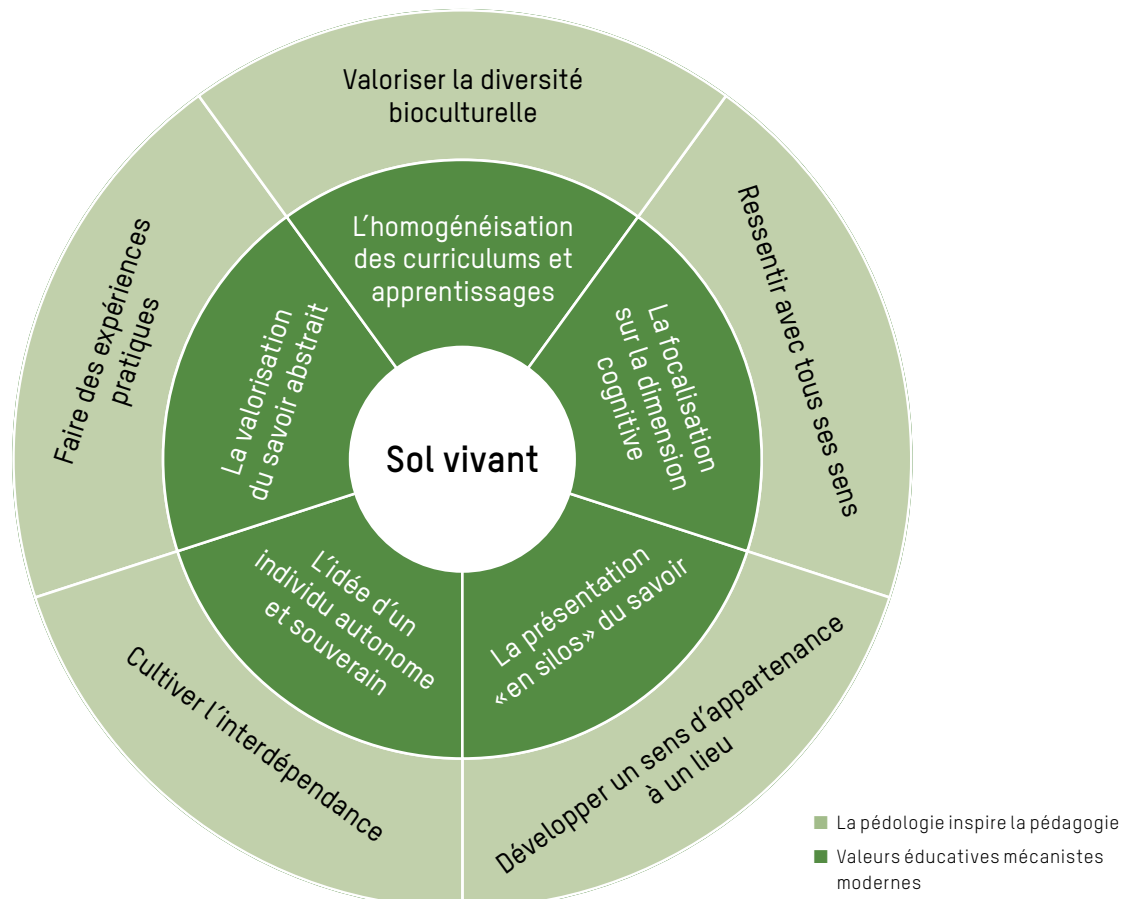 Valoriser la diversité
bioculturelle
Ressentir avec tous ses sens
Développer un sens d'appartenance
à un lieu
Cultiver l'interdépendance
Faire des expériences
pratiques
L'homogénéisation
des curriculums et
apprentissages
La focalisation
sur la dimension
cognitive
La présentation
«en silos» du savoir
L'idée d'un
individu autonome
et souverain
La valorisation
du savoir abstrait
Sol vivant
La pédologie inspire la pédagogie
Valeurs éducatives mécanistes
modernes